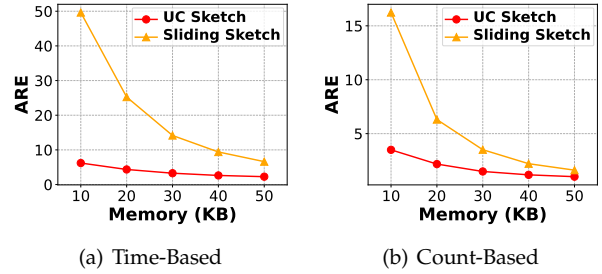 UC Sketch
Sliding Sketch
ARE
50
40
30
20
10
0
10 20 30 40 50
Memory (KB)
(a) Time-Based
UC Sketch
Sliding Sketch
ARE
15
10
5
10 20 30 40 50
Memory (KB)
(b) Count-Based